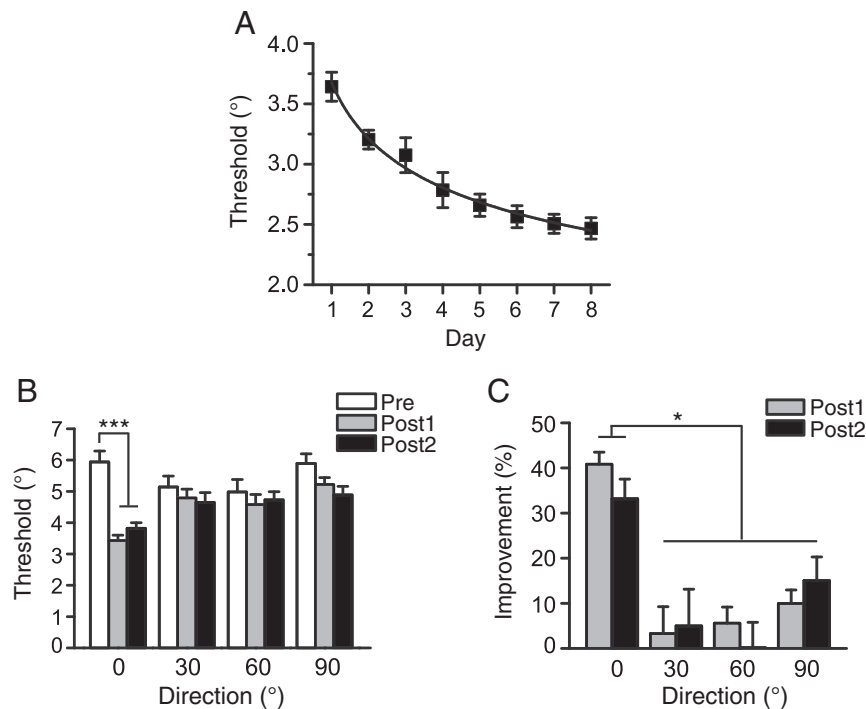 A
Threshold (°)
4.0
3.5
3.0
2.5
2.0
1 2 3 4 5 6 7 8
Day
B
Threshold (°)
7
6
5
4
3
2
1
0
***
Pre
Post1
Post2
0 30 60 90
Direction (°)
C
Improvement (%)
50
40
30
20
10
0
*
Post1
Post2
0 30 60 90
Direction (°)